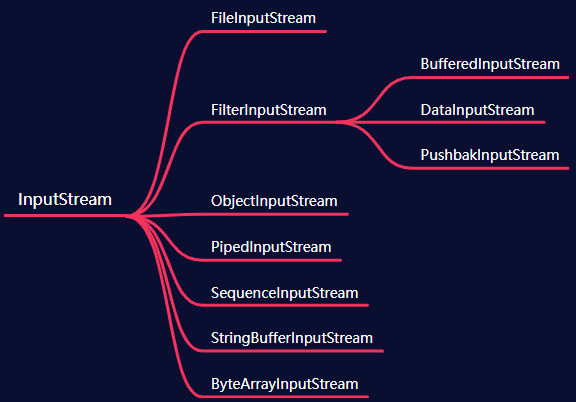 FileInputStream
BufferedInputStream
FilterInputStream
DataInputStream
PushbakInputStream
InputStream
ObjectInputStream
PipedInputStream
SequenceInputStream
StringBufferInputStream
ByteArrayInputStream